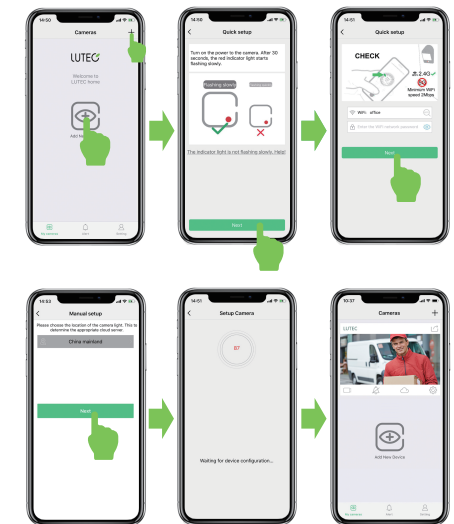 14:50
Cameras
LUTEC
Welcome to
LUTEC home
Add New
14:50
Quick setup
Turn on the power to the camera. After 30
seconds, the red indicator light starts
flashing slowly.
Flashing slowly
The indicator light is not flashing slowly, Help!
Next
14:51
Quick setup
CHECK
2.4G
Minimum WiFi
speed 2Mbps
WiFi office
Enter the WiFi network password
Next
14:53
Manual setup
Please choose the location of the camera light. This to
determine the appropriate cloud server
China mainland
Next
14:51
Setup Camera
87
Waiting for device configuration...
10:37
Cameras
LUTEC
Add New Device